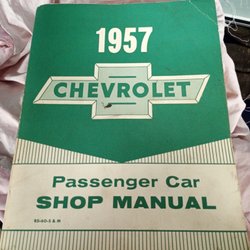 1957
CHEVROLET
Passenger Car
SHOP MANUAL